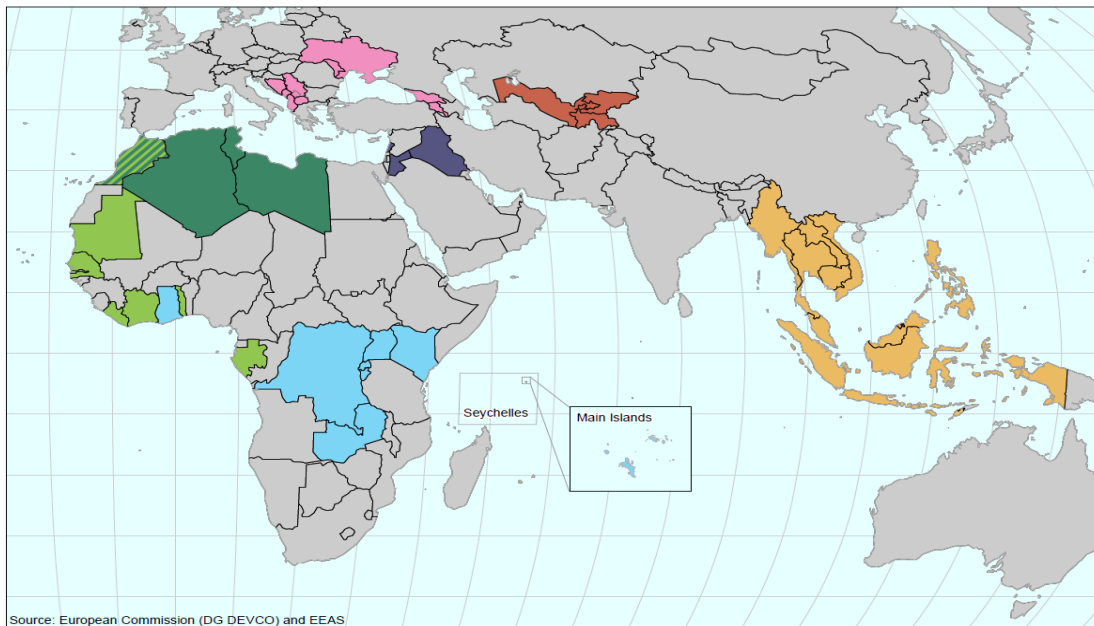 Seychelles
Main Islands
Source: European Commission (DG DEVCO) and EEAS